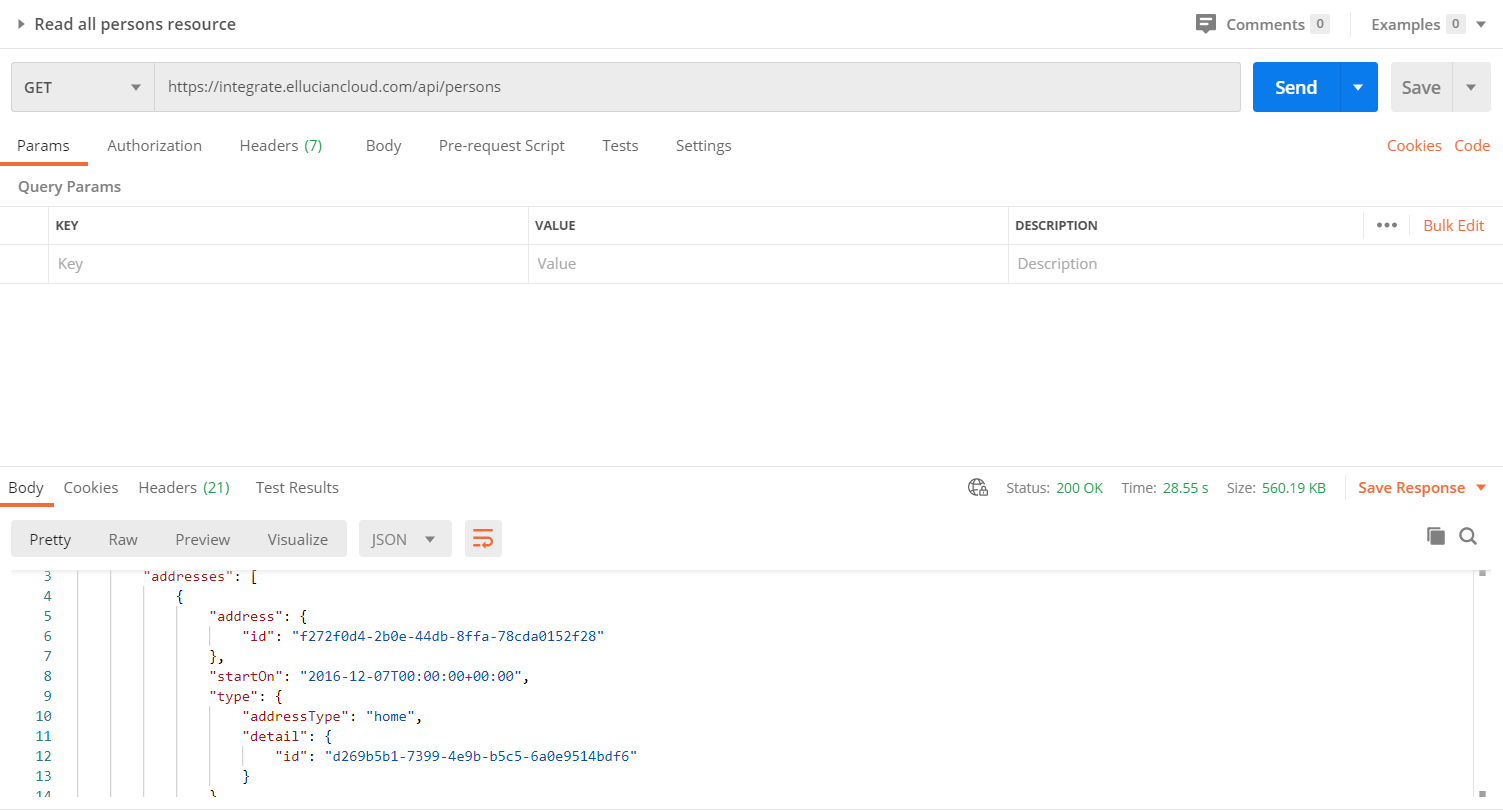 Read all persons resource Comments 0 Examples 0
GET https://integrate.elluciancloud.com/api/persons Send Save
Params Authorization Headers (7) Body Pre-request Script Tests Settings Cookies Code
Query Params
KEY VALUE DESCRIPTION ••• Bulk Edit
Key Value Description
Body Cookies Headers (21) Test Results Status: 200 OK Time: 28.55 s Size: 560.19 KB Save Response
Pretty Raw Preview Visualize JSON
3 "addresses": [
4 {
5 "address": {
6 "id": "f272f0d4-2b0e-44db-8ffa-78cda0152f28"
7 },
8 "startOn": "2016-12-07T00:00:00+00:00",
9 "type": {
10 "addressType": "home",
11 "detail": {
12 "id": "d269b5b1-7399-4e9b-b5c5-6a0e9514bdf6"
13 }
14 }